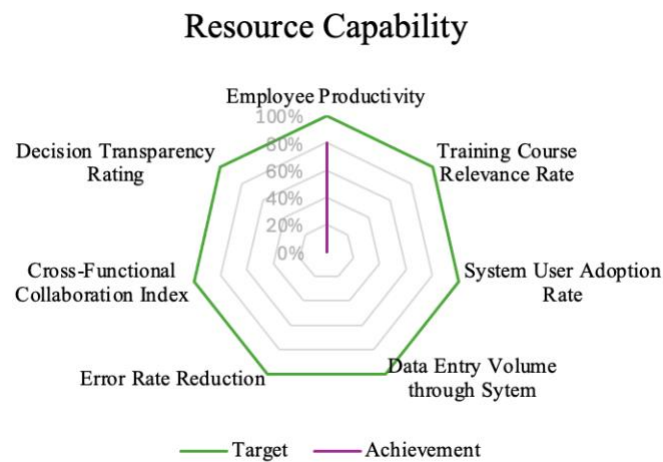 Resource Capability
Employee Productivity
100%
80%
60%
40%
20%
0%
Training Course
Relevance Rate
System User Adoption
Rate
Data Entry Volume
through Sytem
Error Rate Reduction
Cross-Functional
Collaboration Index
Decision Transparency
Rating
Target
Achievement